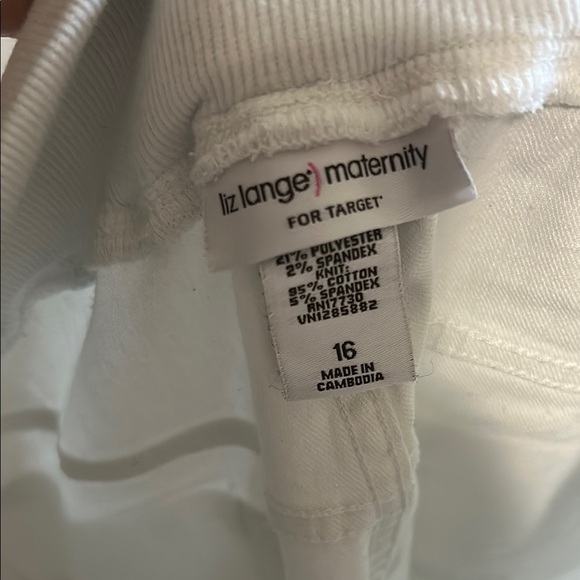 liz lange) maternity
FOR TARGET
21% POLYESTER
2% SPANDEX
KNIT:
95% COTTON
5% SPANDEX
RN17730
VN1285882
16
MADE IN
CAMBODIA